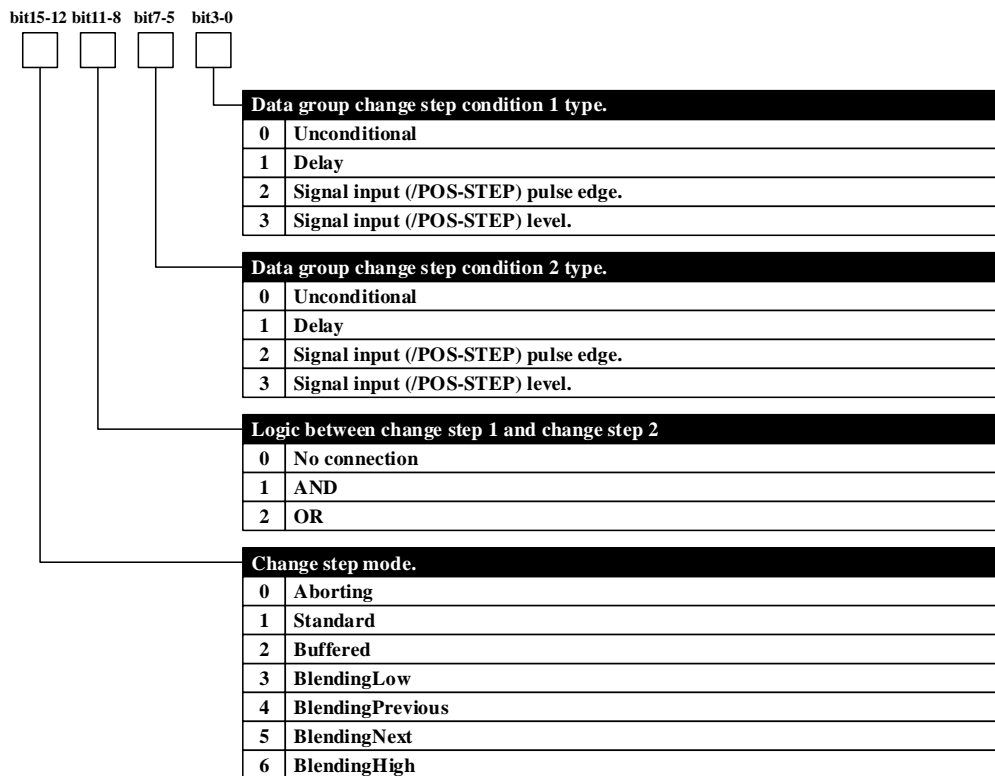 bit15-12 bit11-8 bit7-5 bit3-0
Data group change step condition 1 type.
0 Unconditional
1 Delay
2 Signal input (/POS-STEP) pulse edge.
3 Signal input (/POS-STEP) level.
Data group change step condition 2 type.
0 Unconditional
1 Delay
2 Signal input (/POS-STEP) pulse edge.
3 Signal input (/POS-STEP) level.
Logic between change step 1 and change step 2
0 No connection
1 AND
2 OR
Change step mode.
0 Aborting
1 Standard
2 Buffered
3 BlendingLow
4 BlendingPrevious
5 BlendingNext
6 BlendingHigh